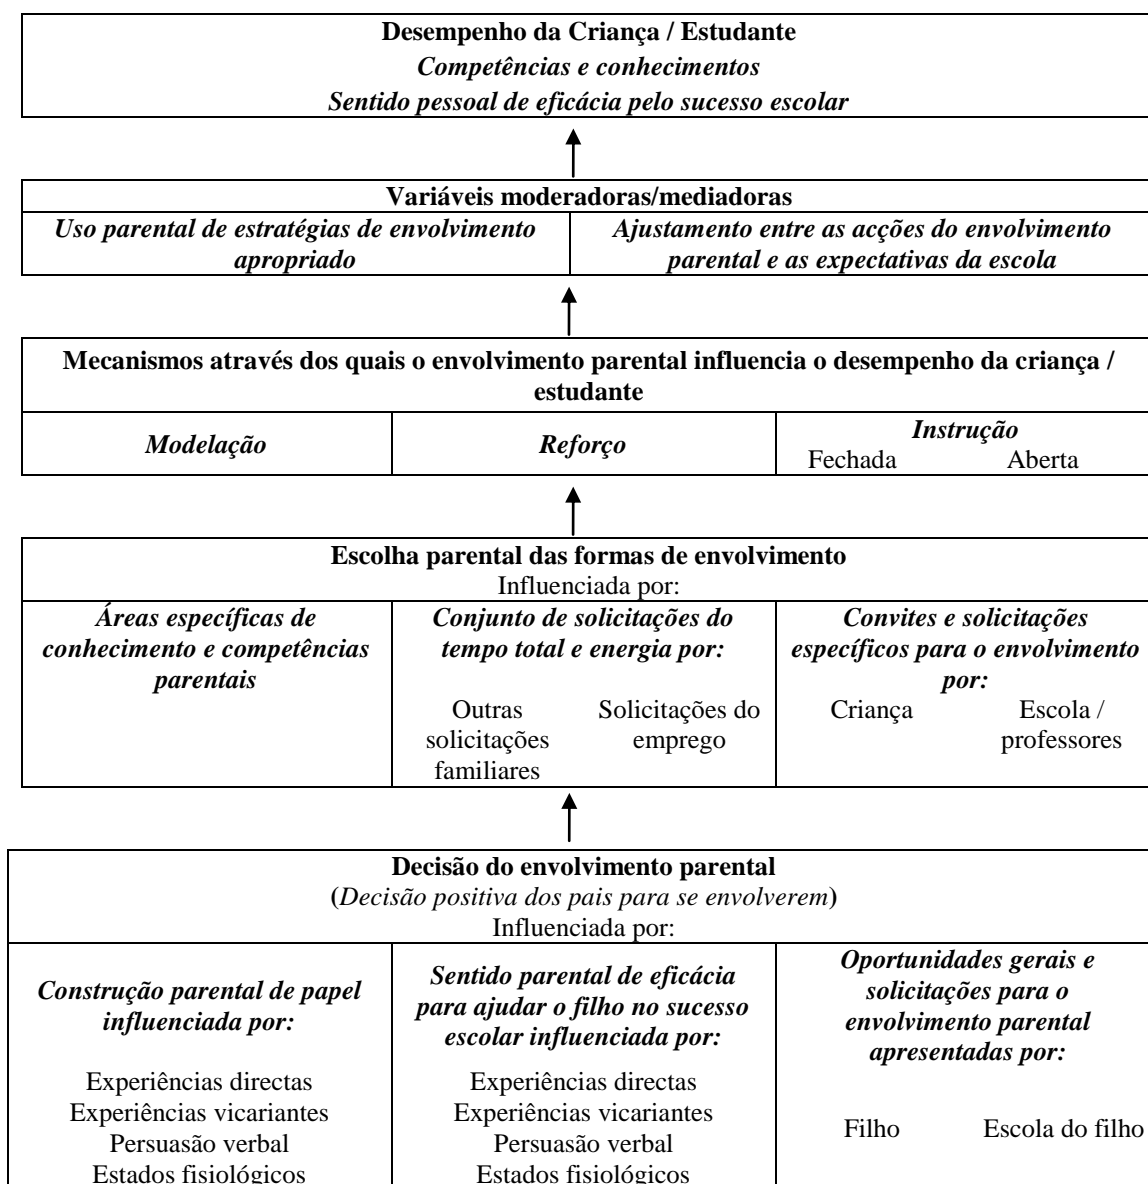 Desempenho da Criança / Estudante
Competências e conhecimentos
Sentido pessoal de eficácia pelo sucesso escolar
Variáveis moderadoras/mediadoras
Uso parental de estratégias de envolvimento
apropriado
Ajustamento entre as acções do envolvimento
parental e as expectativas da escola
Mecanismos através dos quais o envolvimento parental influencia o desempenho da criança /
estudante
Modelação
Reforço
Instrução
Fechada Aberta
Escolha parental das formas de envolvimento
Influenciada por:
Áreas específicas de
conhecimento e competências
parentais
Conjunto de solicitações do
tempo total e energia por:
Outras
solicitações
familiares
Solicitações do
emprego
Convites e solicitações
específicos para o envolvimento
por:
Criança
Escola /
professores
Decisão do envolvimento parental
(Decisão positiva dos pais para se envolverem)
Influenciada por:
Construção parental de papel
influenciada por:
Experiências directas
Experiências vicariantes
Persuasão verbal
Estados fisiológicos
Sentido parental de eficácia
para ajudar o filho no sucesso
escolar influenciada por:
Experiências directas
Experiências vicariantes
Persuasão verbal
Estados fisiológicos
Oportunidades gerais e
solicitações para o
envolvimento parental
apresentadas por:
Filho Escola do filho